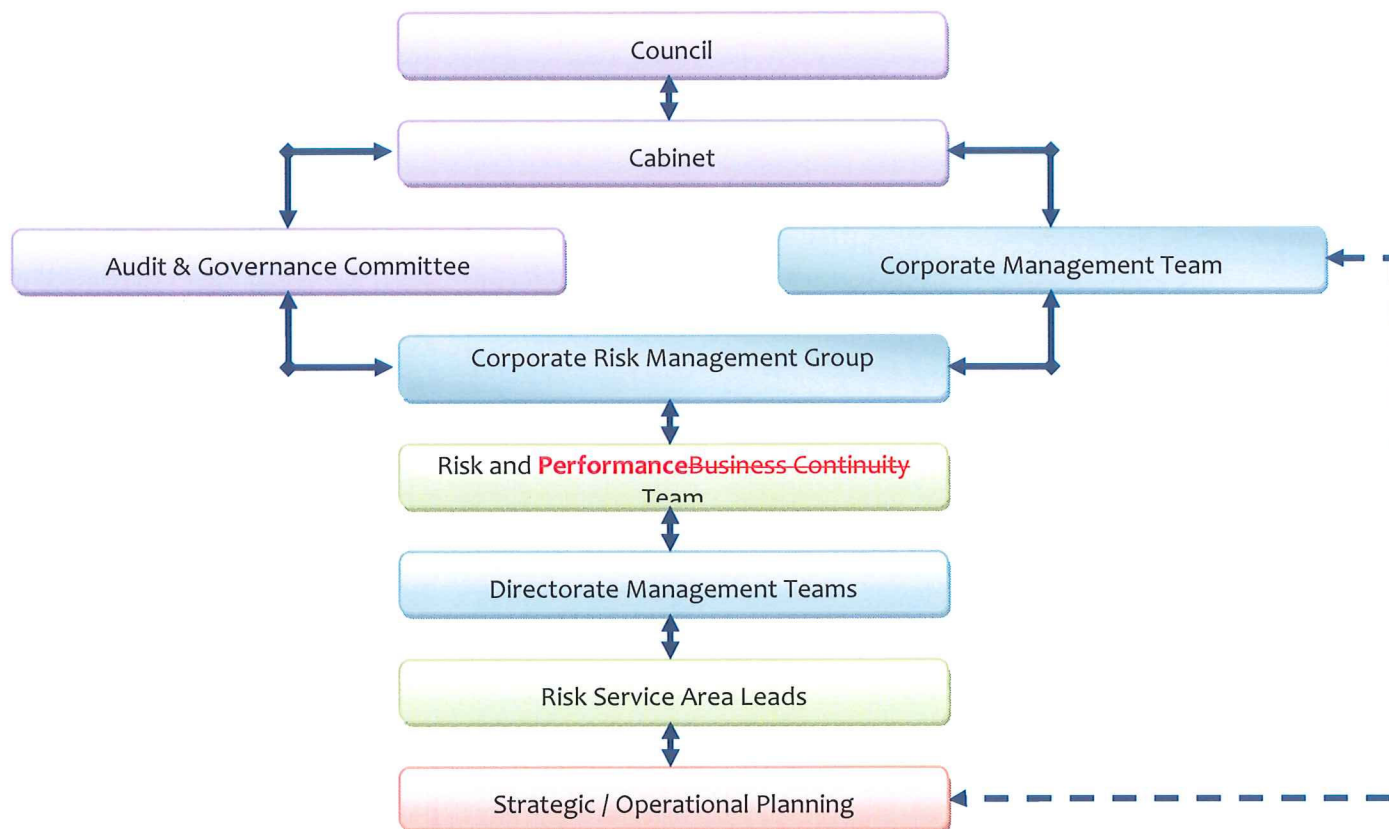 Council
Cabinet
Audit & Governance Committee
Corporate Management Team
Corporate Risk Management Group
Risk and PerformanceBusiness Continuity
Team
Directorate Management Teams
Risk Service Area Leads
Strategic / Operational Planning